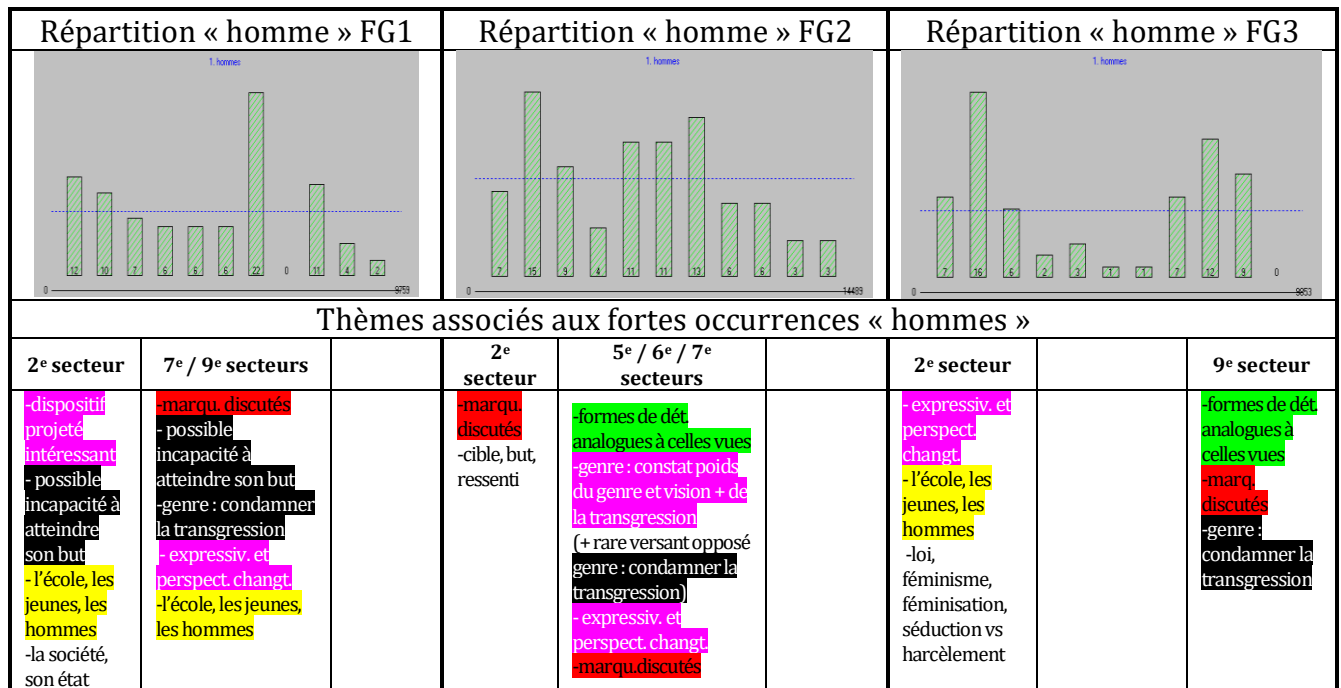 Répartition « homme » FG1
Répartition « homme » FG2
Répartition « homme » FG3
1. hommes
12 10 7 6 6 6 22 0 11 4 2
0 9759
1. hommes
7 15 9 4 11 11 13 6 6 3 3
0 14489
1. hommes
7 16 6 2 3 1 1 7 12 9 0
0 9853
Thèmes associés aux fortes occurrences « hommes »
2e secteur
-dispositif
projeté
intéressant
- possible
incapacité à
atteindre
son but
- l’école, les
jeunes, les
hommes
-la société,
son état
7e / 9e secteurs
-marqu. discutés
- possible
incapacité à
atteindre son but
-genre : condamner
la transgression
- expressiv. et
perspect. changt.
-l’école, les jeunes,
les hommes
2e
secteur
-marqu.
discutés
-cible, but,
ressenti
5e / 6e / 7e
secteurs
-formes de dét.
analogues à celles vues
-genre : constat poids
du genre et vision + de
la transgression
(+ rare versant opposé
genre : condamner la
transgression)
- expressiv. et
perspect. changt.
-marqu.discutés
2e secteur
- expressiv. et
perspect.
changt.
- l’école, les
jeunes, les
hommes
-loi,
féminisme,
féminisation,
séduction vs
harcèlement
9e secteur
-formes de dét.
analogues à
celles vues
-marq.
discutés
-genre :
condamner la
transgression